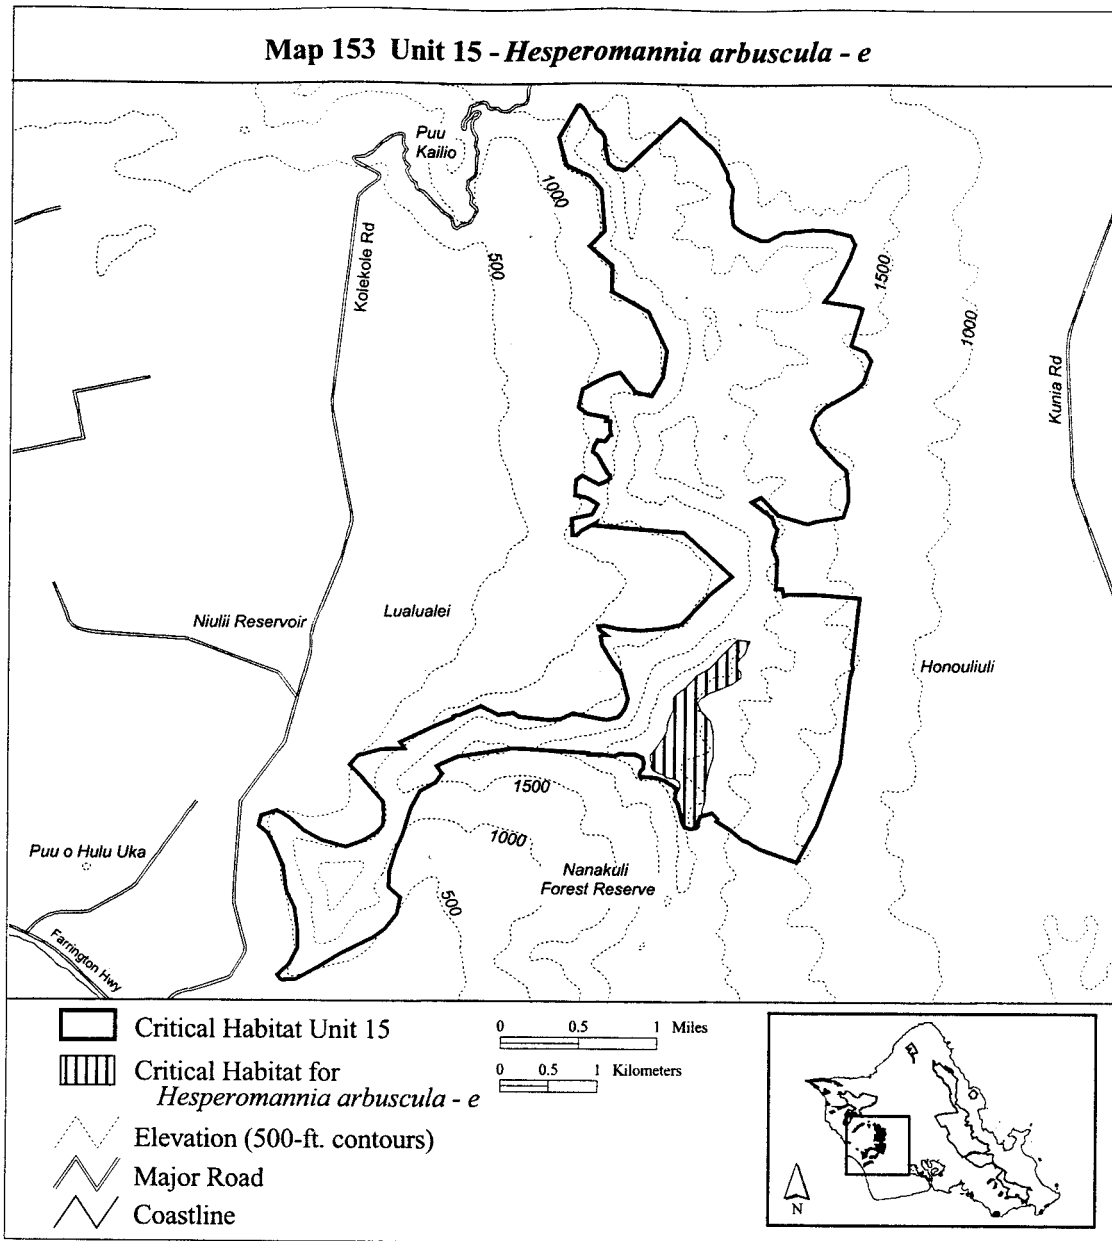 Map 153 Unit 15 - Hesperomannia arbuscula - e
Puu
Kailio
1000
500
Kolekole Rd
1500
1000
Kunia Rd
Niulii Reservoir
Lualualei
Honouliuli
1500
1000
Puu o Hulu Uka
Nanakuli
Forest Reserve
500
Farrington Hwy
Critical Habitat Unit 15
Critical Habitat for
Hesperomannia arbuscula - e
Elevation (500-ft. contours)
Major Road
Coastline
0 0.5 1 Miles
0 0.5 1 Kilometers
N